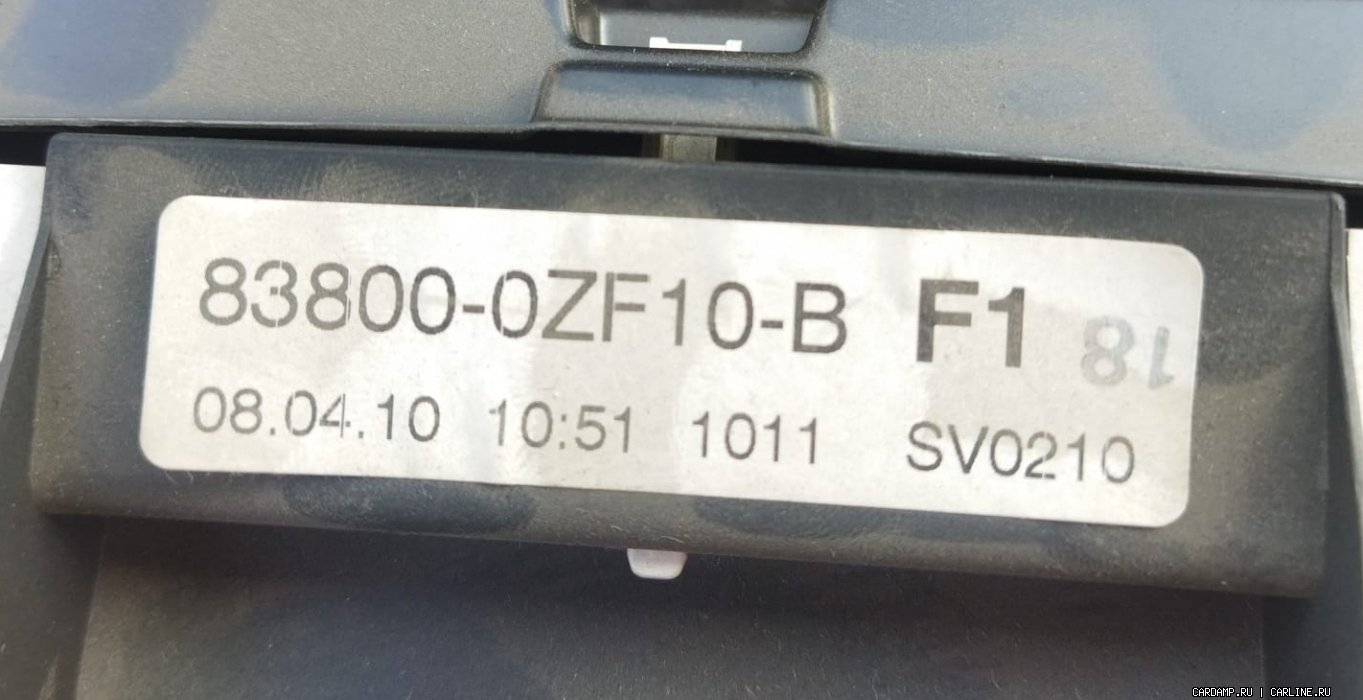 83800-0ZF10-B F1 18
08.04.10 10:51 1011 SV0210
CARDAMP.RU | CARLINE.RU